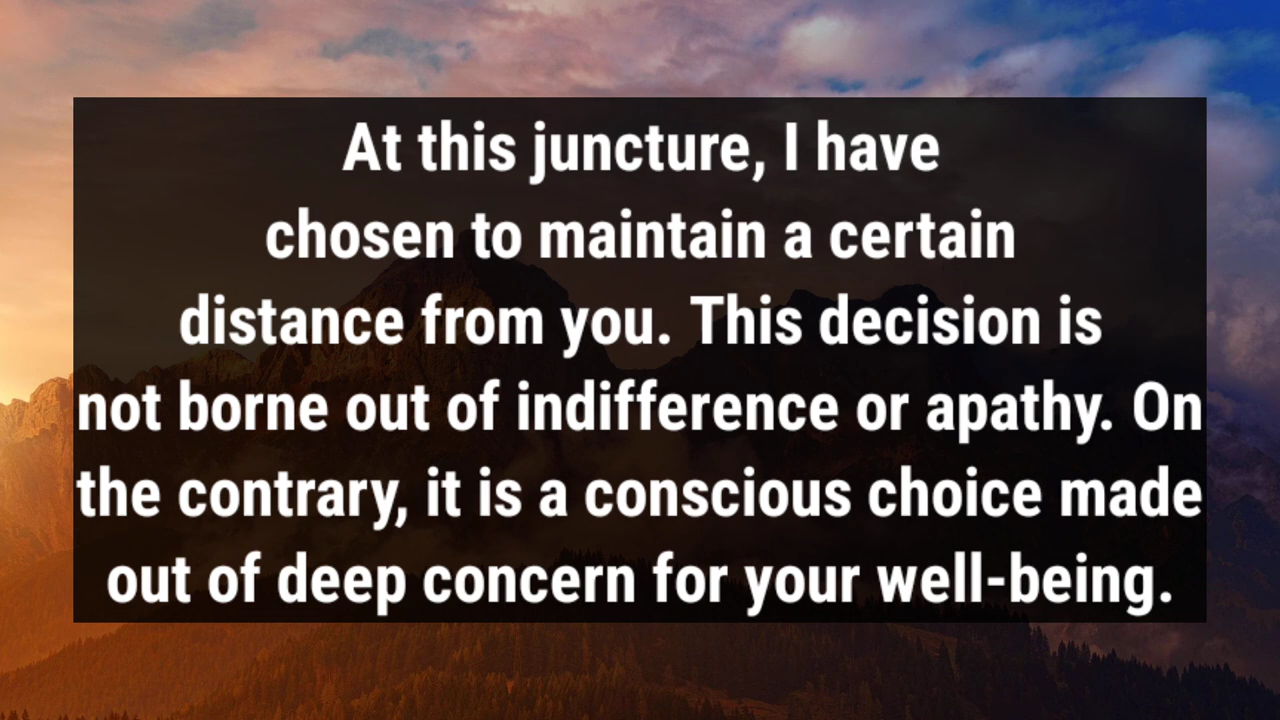 At this juncture, I have
chosen to maintain a certain
distance from you. This decision is
not borne out of indifference or apathy. On
the contrary, it is a conscious choice made
out of deep concern for your well-being.